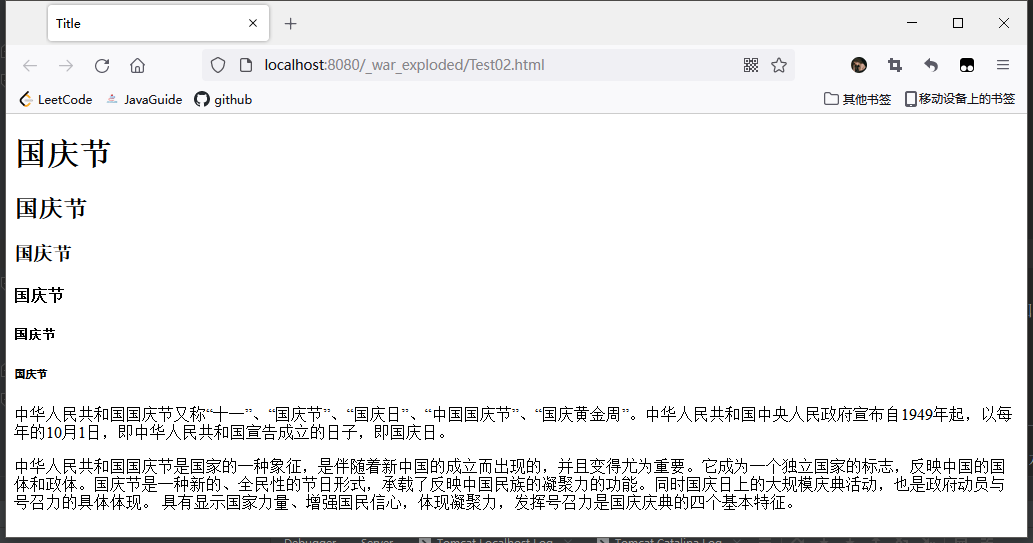 Title
localhost:8080/_war_exploded/Test02.html
LeetCode JavaGuide github 其他书签 移动设备上的书签
国庆节
国庆节
国庆节
国庆节
国庆节
国庆节
中华人民共和国国庆节又称“十一”、“国庆节”、“国庆日”、“中国国庆节”、“国庆黄金周”。中华人民共和国中央人民政府宣布自1949年起，以每
年的10月1日，即中华人民共和国宣告成立的日子，即国庆日。
中华人民共和国国庆节是国家的一种象征，是伴随着新中国的成立而出现的，并且变得尤为重要。它成为一个独立国家的标志，反映中国的国
体和政体。国庆节是一种新的、全民性的节日形式，承载了反映中国民族的凝聚力的功能。同时国庆日上的大规模庆典活动，也是政府动员与
号召力的具体体现。 具有显示国家力量、增强国民信心，体现凝聚力，发挥号召力是国庆庆典的四个基本特征。
Debugger Server Tomcat Localhost Log Tomcat Catalina Log